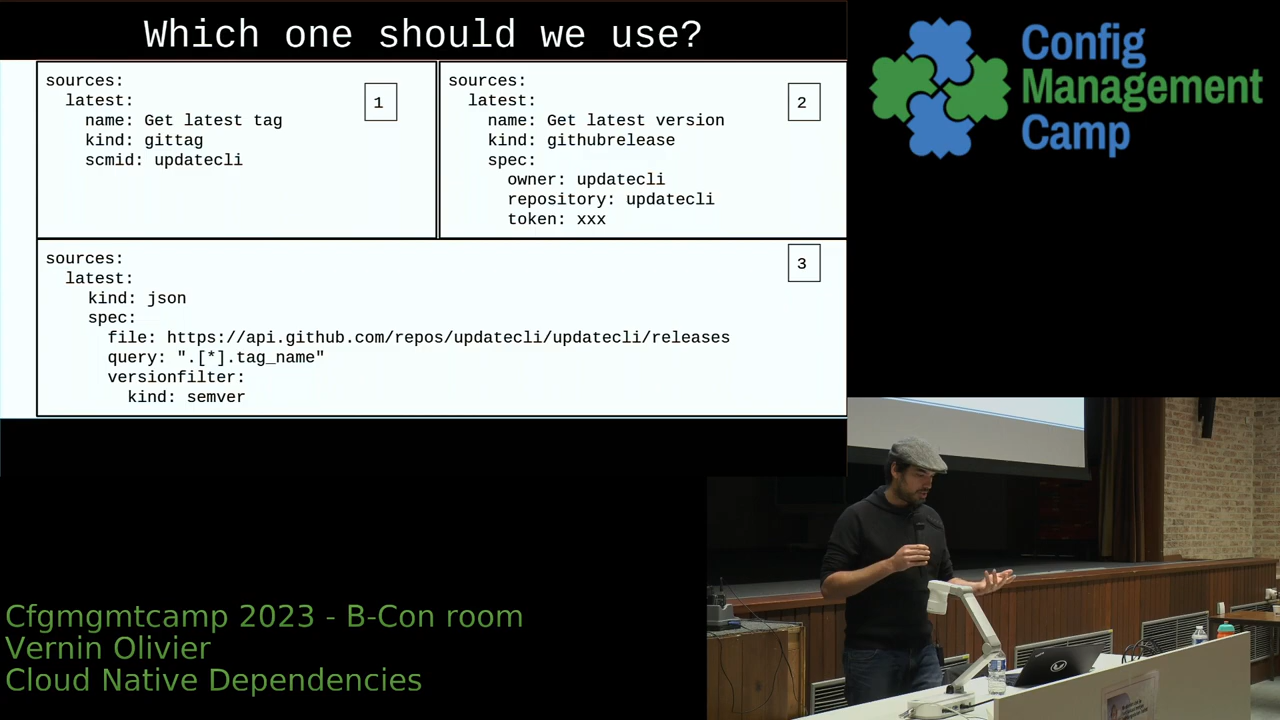 Which one should we use?
sources:
  latest:
    name: Get latest tag
    kind: gittag
    scmid: updatecli
1
sources:
  latest:
    name: Get latest version
    kind: githubrelease
    spec:
      owner: updatecli
      repository: updatecli
      token: xxx
2
sources:
  latest:
    kind: json
    spec:
      file: https://api.github.com/repos/updatecli/updatecli/releases
      query: ".[*].tag_name"
      versionfilter:
        kind: semver
3
Config
Management
Camp
Cfgmgmtcamp 2023 - B-Con room
Vernin Olivier
Cloud Native Dependencies